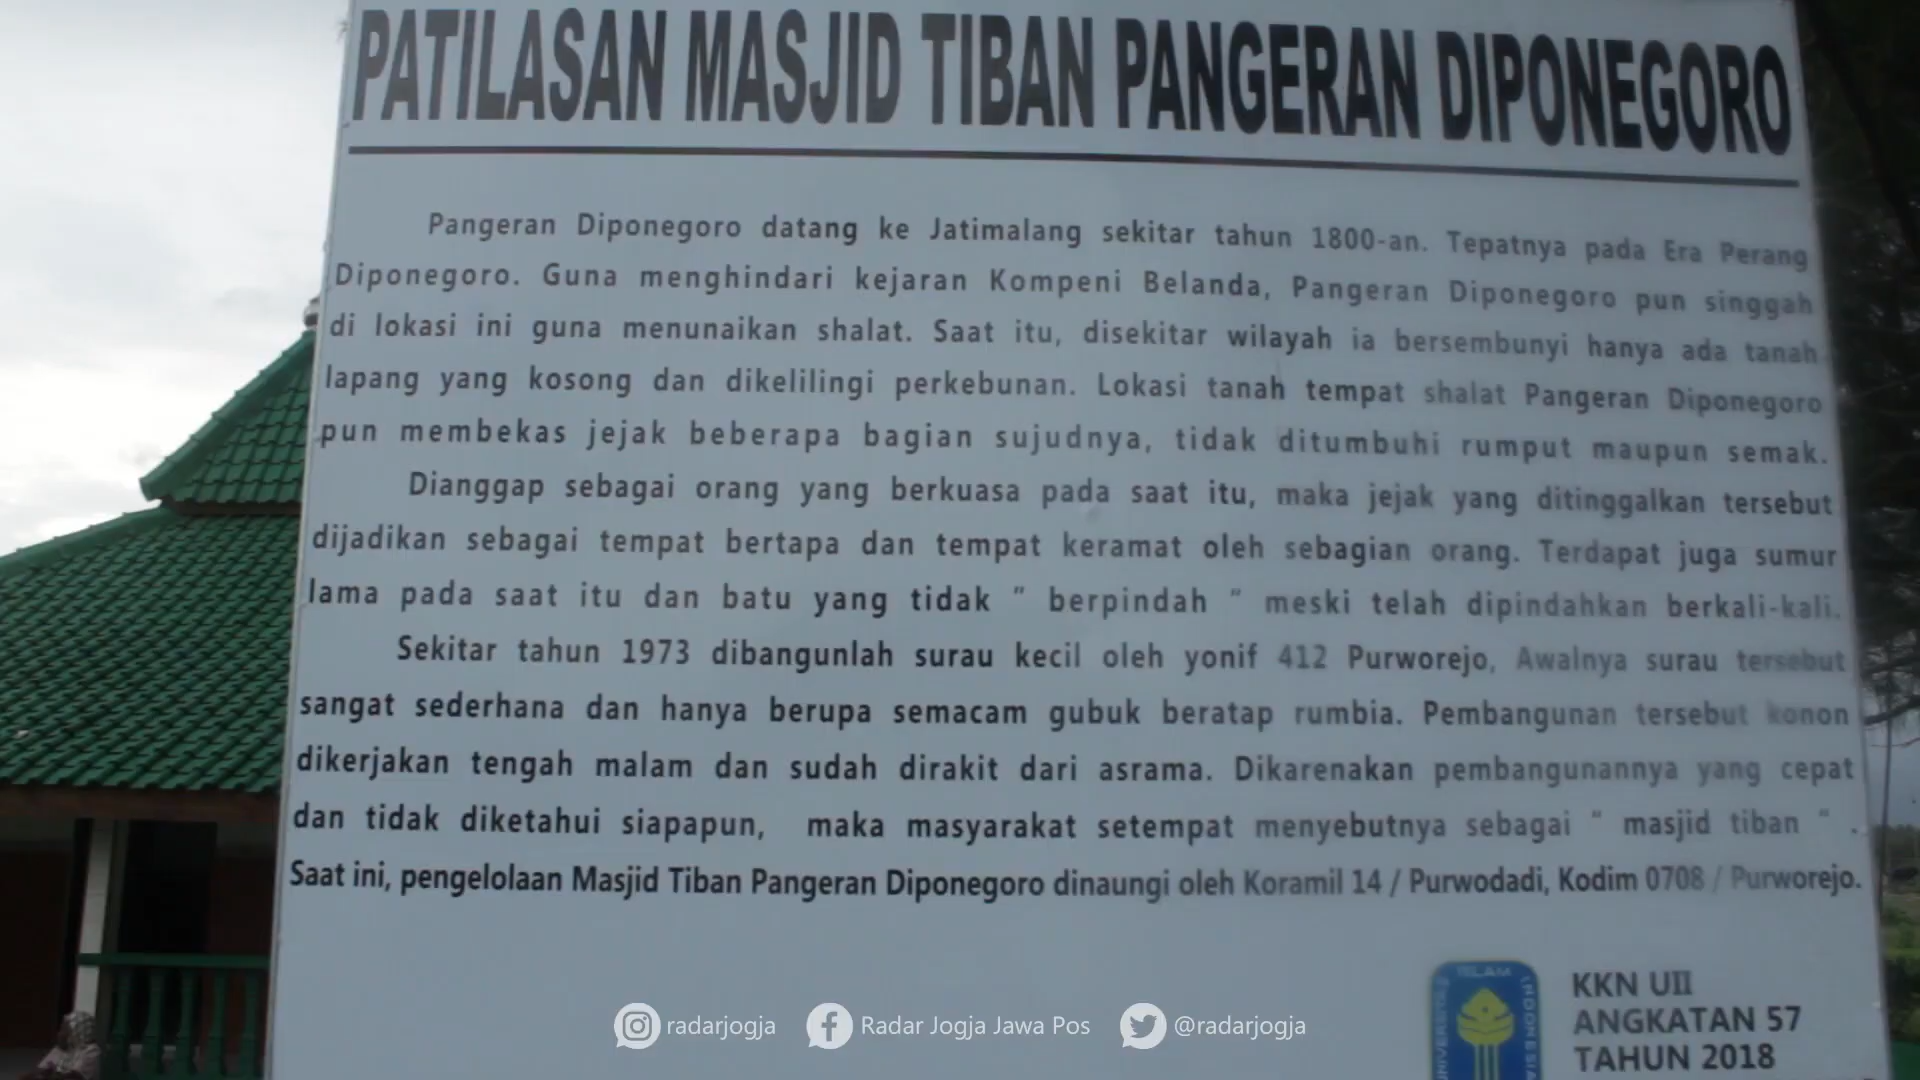 PATILASAN MASJID TIBAN PANGERAN DIPONEGORO
Pangeran Diponegoro datang ke Jatimalang sekitar tahun 1800-an. Tepatnya pada Era Perang
Diponegoro. Guna menghindari kejaran Kompeni Belanda, Pangeran Diponegoro pun singgah
di lokasi ini guna menunaikan shalat. Saat itu, disekitar wilayah ia bersembunyi hanya ada tanah
lapang yang kosong dan dikelilingi perkebunan. Lokasi tanah tempat shalat Pangeran Diponegoro
pun membekas jejak beberapa bagian sujudnya, tidak ditumbuhi rumput maupun semak.
Dianggap sebagai orang yang berkuasa pada saat itu, maka jejak yang ditinggalkan tersebut
dijadikan sebagai tempat bertapa dan tempat keramat oleh sebagian orang. Terdapat juga sumur
lama pada saat itu dan batu yang tidak " berpindah " meski telah dipindahkan berkali-kali.
Sekitar tahun 1973 dibangunlah surau kecil oleh yonif 412 Purworejo, Awalnya surau tersebut
sangat sederhana dan hanya berupa semacam gubuk beratap rumbia. Pembangunan tersebut konon
dikerjakan tengah malam dan sudah dirakit dari asrama. Dikarenakan pembangunannya yang cepat
dan tidak diketahui siapapun, maka masyarakat setempat menyebutnya sebagai " masjid tiban " .
Saat ini, pengelolaan Masjid Tiban Pangeran Diponegoro dinaungi oleh Koramil 14 / Purwodadi, Kodim 0708 / Purworejo.
UNIVERSITAS ISLAM INDONESIA
KKN UII
ANGKATAN 57
TAHUN 2018
radarjogja Radar Jogja Jawa Pos @radarjogja